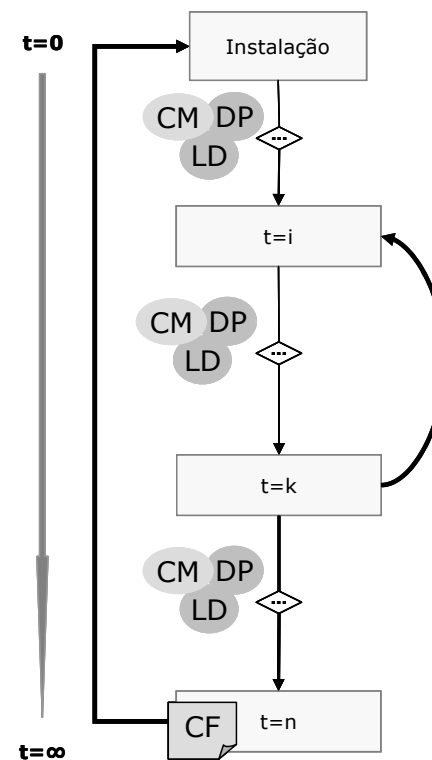 t=0
Instalação
CM DP
...
LD
t=i
CM DP
...
LD
t=k
CM DP
...
LD
CF
t=n
t=∞